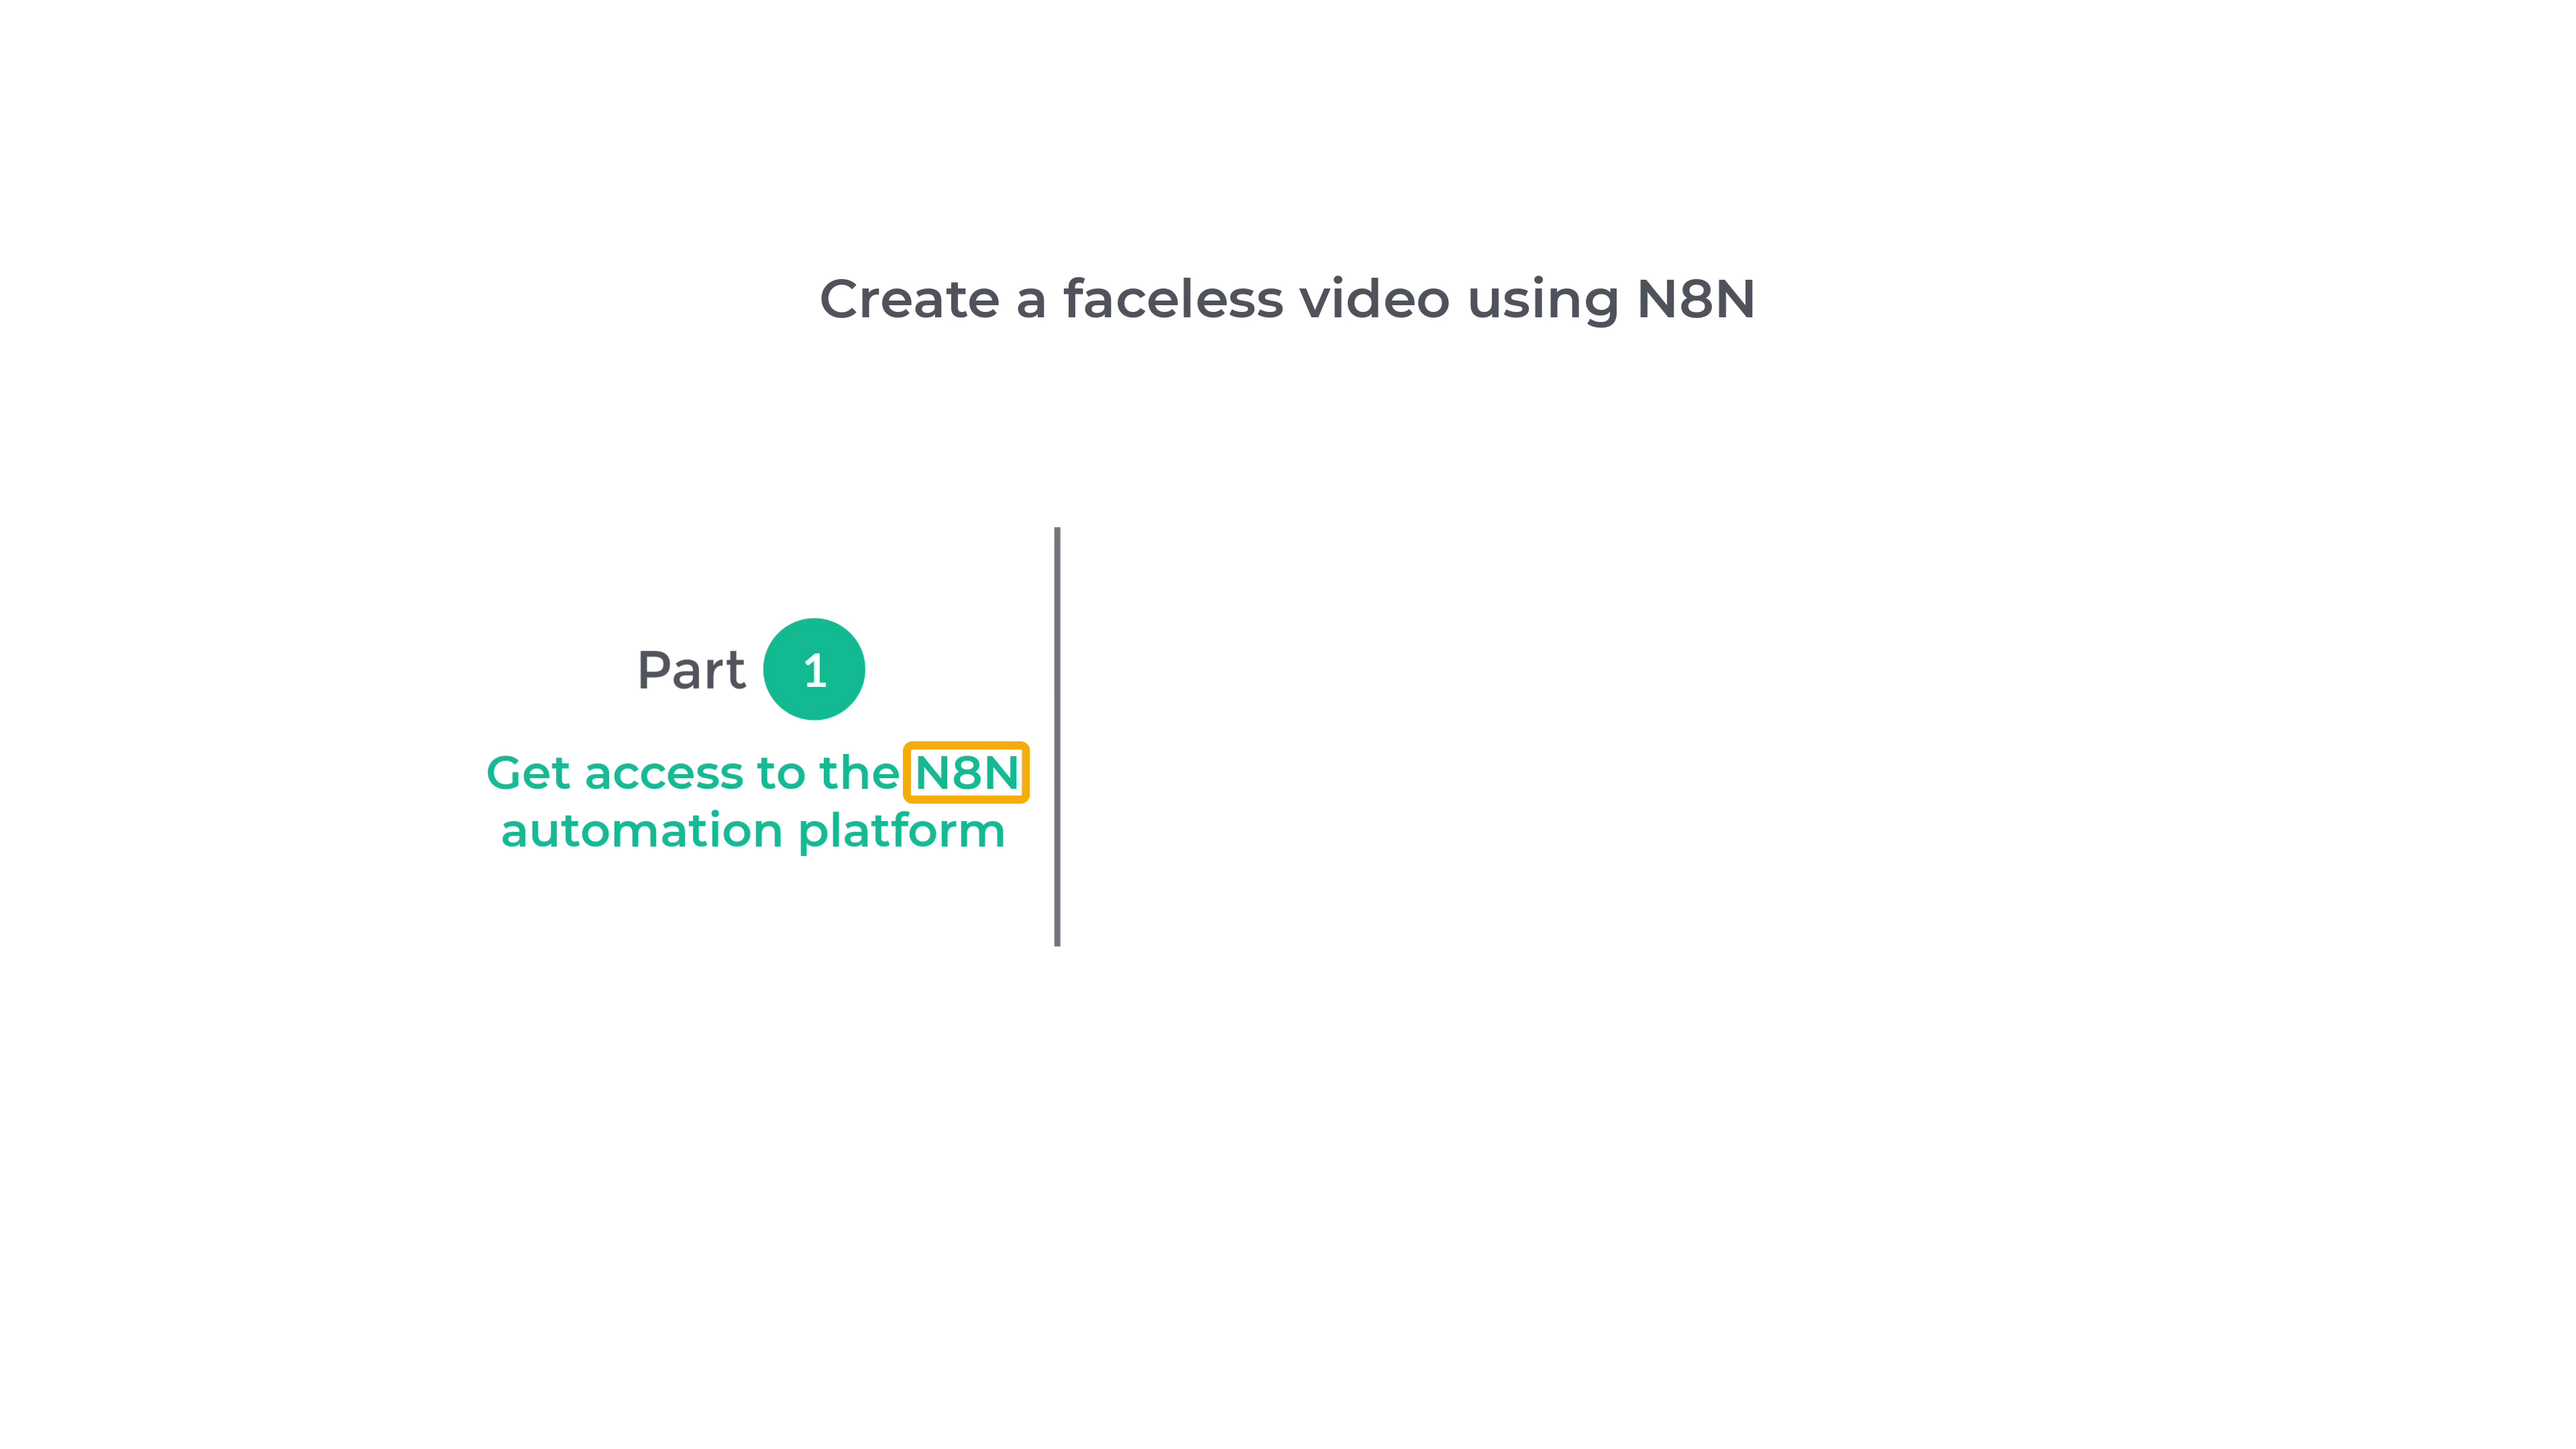 Create a faceless video using N8N
Part 1
Get access to the N8N
automation platform